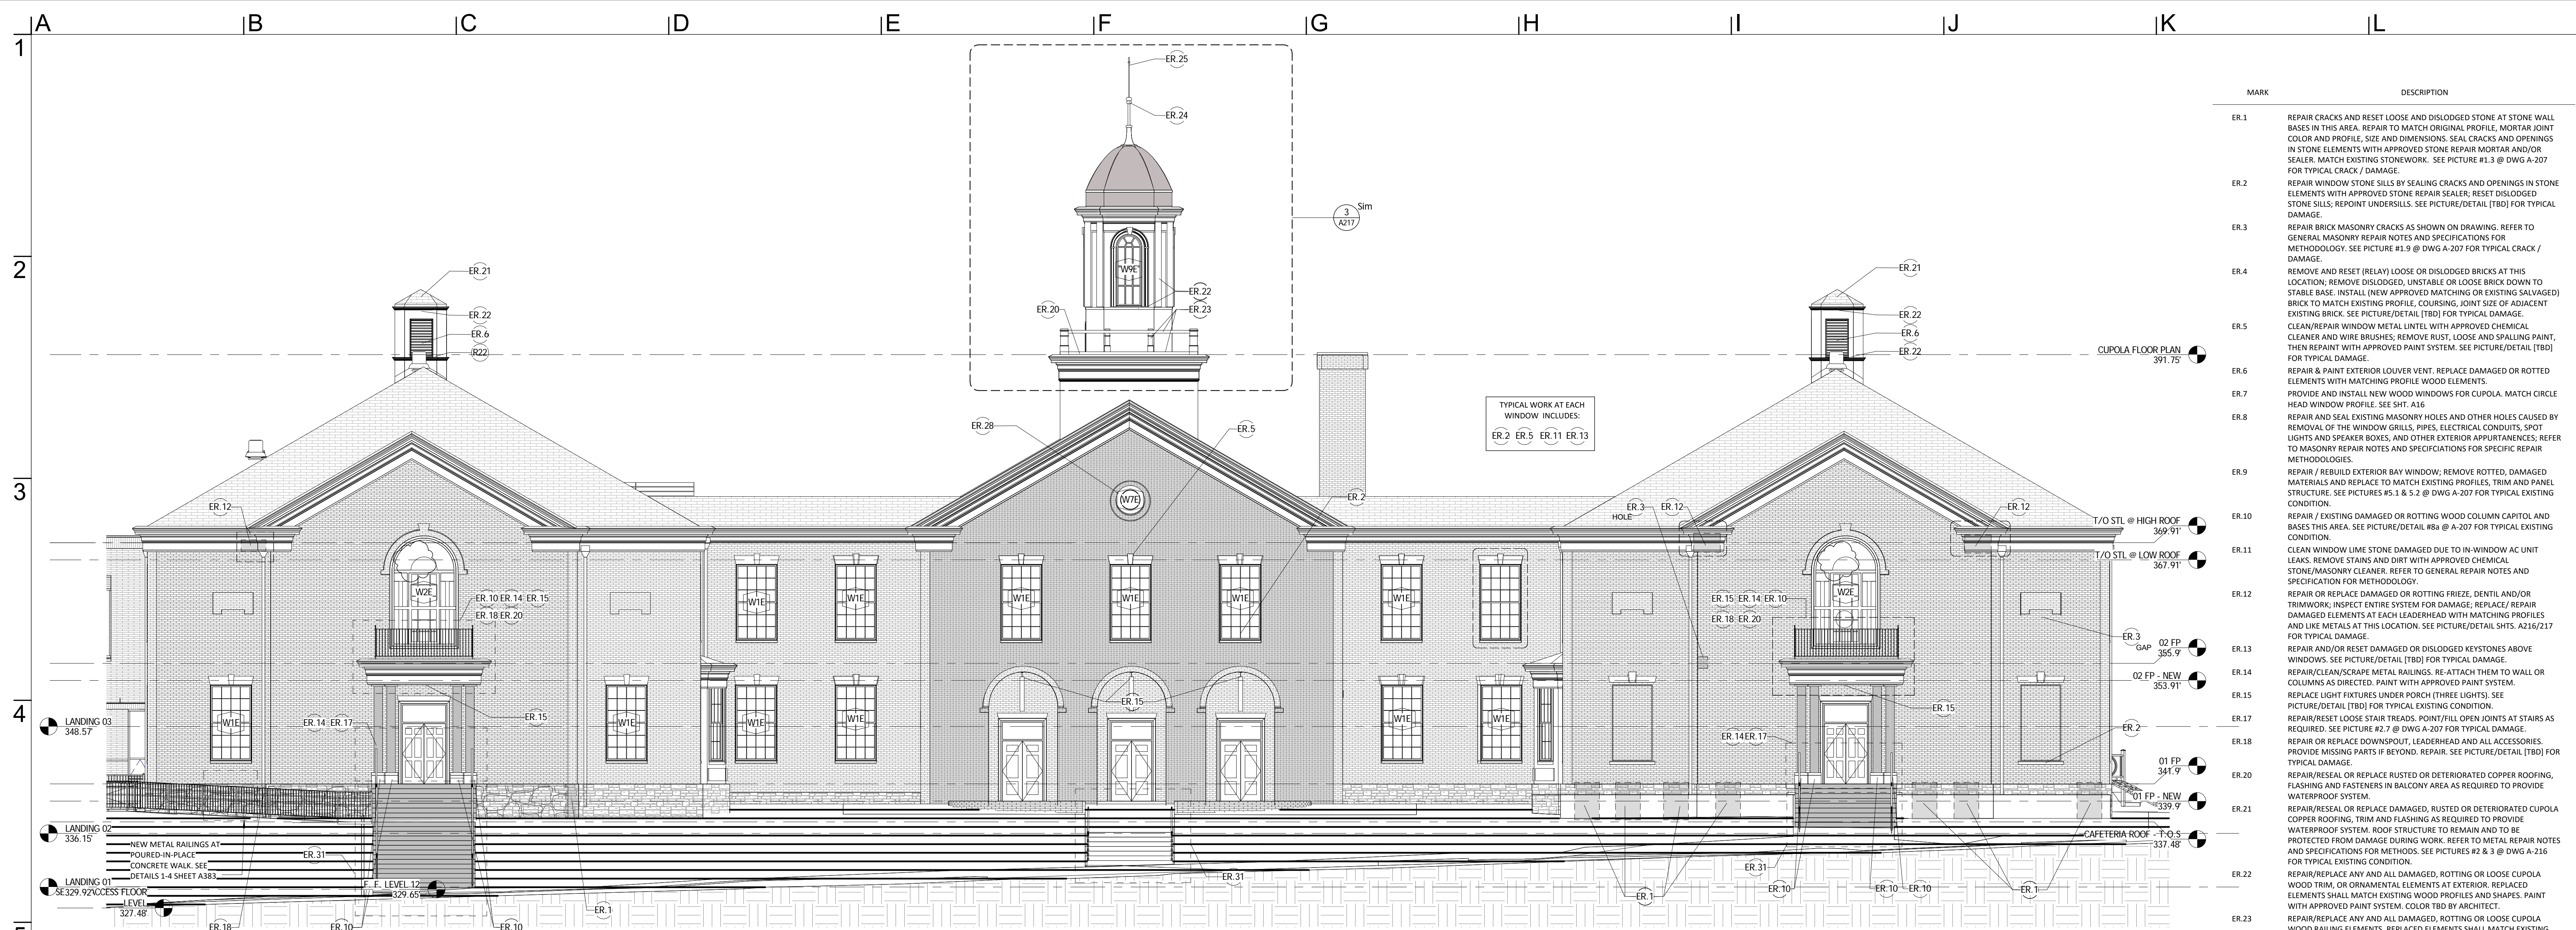 A B C D E F G H I J K L
1
2
3
4
ER.25
ER.24
3
A217
Sim
"W9E"
ER.22
ER.23
ER.20
ER.21
ER.22
ER.6
R22
ER.21
ER.22
ER.6
ER.22
CUPOLA FLOOR PLAN
391.75'
TYPICAL WORK AT EACH
WINDOW INCLUDES:
ER.2 ER.5 ER.11 ER.13
ER.28
ER.5
(W7E)
ER.2
ER.12
ER.3
HOLE
ER.12
ER.12
T/O STL @ HIGH ROOF
369.91'
T/O STL @ LOW ROOF
367.91'
W2E
ER.10 ER.14 ER.15
ER.18 ER.20
W1E
W1E
W1E
W1E
W1E
W1E
ER.15 ER.14 ER.10
ER.18 ER.20
W2E
ER.3
GAP
02 FP
355.9'
02 FP - NEW
353.91'
LANDING 03
348.57'
W1E
ER.14 ER.17
ER.15
W1E
W1E
W1E
ER.15
W1E
W1E
ER.14 ER.17
ER.15
ER.2
01 FP
341.9'
01 FP - NEW
339.9'
LANDING 02
336.15'
CAFETERIA ROOF - T.O.S
337.48'
NEW METAL RAILINGS AT
POURED-IN-PLACE
CONCRETE WALK. SEE
DETAILS 1-4 SHEET A383
ER.31
LANDING 01
329.92'
ACCESS FLOOR
LEVEL
327.48'
F. F. LEVEL 12
329.65'
ER.18
ER.10
ER.10
ER.1
ER.31
ER.1
ER.31
ER.10
ER.10
ER.10
ER.1
MARK DESCRIPTION
ER.1 REPAIR CRACKS AND RESET LOOSE AND DISLODGED STONE AT STONE WALL
BASES IN THIS AREA. REPAIR TO MATCH ORIGINAL PROFILE, MORTAR JOINT
COLOR AND PROFILE, SIZE AND DIMENSIONS. SEAL CRACKS AND OPENINGS
IN STONE ELEMENTS WITH APPROVED STONE REPAIR MORTAR AND/OR
SEALER. MATCH EXISTING STONEWORK. SEE PICTURE #1.3 @ DWG A-207
FOR TYPICAL CRACK / DAMAGE.
ER.2 REPAIR WINDOW STONE SILLS BY SEALING CRACKS AND OPENINGS IN STONE
ELEMENTS WITH APPROVED STONE REPAIR SEALER; RESET DISLODGED
STONE SILLS; REPOINT UNDERSILLS. SEE PICTURE/DETAIL [TBD] FOR TYPICAL
DAMAGE.
ER.3 REPAIR BRICK MASONRY CRACKS AS SHOWN ON DRAWING. REFER TO
GENERAL MASONRY REPAIR NOTES AND SPECIFICATIONS FOR
METHODOLOGY. SEE PICTURE #1.9 @ DWG A-207 FOR TYPICAL CRACK /
DAMAGE.
ER.4 REMOVE AND RESET (RELAY) LOOSE OR DISLODGED BRICKS AT THIS
LOCATION; REMOVE DISLODGED, UNSTABLE OR LOOSE BRICK DOWN TO
STABLE BASE. INSTALL (NEW APPROVED MATCHING OR EXISTING SALVAGED)
BRICK TO MATCH EXISTING PROFILE, COURSING, JOINT SIZE OF ADJACENT
EXISTING BRICK. SEE PICTURE/DETAIL [TBD] FOR TYPICAL DAMAGE.
ER.5 CLEAN/REPAIR WINDOW METAL LINTEL WITH APPROVED CHEMICAL
CLEANER AND WIRE BRUSHES; REMOVE RUST, LOOSE AND SPALLING PAINT,
THEN REPAINT WITH APPROVED PAINT SYSTEM. SEE PICTURE/DETAIL [TBD]
FOR TYPICAL DAMAGE.
ER.6 REPAIR & PAINT EXTERIOR LOUVER VENT. REPLACE DAMAGED OR ROTTED
ELEMENTS WITH MATCHING PROFILE WOOD ELEMENTS.
ER.7 PROVIDE AND INSTALL NEW WOOD WINDOWS FOR CUPOLA. MATCH CIRCLE
HEAD WINDOW PROFILE. SEE SHT. A16
ER.8 REPAIR AND SEAL EXISTING MASONRY HOLES AND OTHER HOLES CAUSED BY
REMOVAL OF THE WINDOW GRILLS, PIPES, ELECTRICAL CONDUITS, SPOT
LIGHTS AND SPEAKER BOXES, AND OTHER EXTERIOR APPURTANENCES; REFER
TO MASONRY REPAIR NOTES AND SPECIFCIATIONS FOR SPECIFIC REPAIR
METHODOLOGIES.
ER.9 REPAIR / REBUILD EXTERIOR BAY WINDOW; REMOVE ROTTED, DAMAGED
MATERIALS AND REPLACE TO MATCH EXISTING PROFILES, TRIM AND PANEL
STRUCTURE. SEE PICTURES #5.1 & 5.2 @ DWG A-207 FOR TYPICAL EXISTING
CONDITION.
ER.10 REPAIR / EXISTING DAMAGED OR ROTTING WOOD COLUMN CAPITOL AND
BASES THIS AREA. SEE PICTURE/DETAIL #8a @ A-207 FOR TYPICAL EXISTING
CONDITION.
ER.11 CLEAN WINDOW LIME STONE DAMAGED DUE TO IN-WINDOW AC UNIT
LEAKS. REMOVE STAINS AND DIRT WITH APPROVED CHEMICAL
STONE/MASONRY CLEANER. REFER TO GENERAL REPAIR NOTES AND
SPECIFICATION FOR METHODOLOGY.
ER.12 REPAIR OR REPLACE DAMAGED OR ROTTING FRIEZE, DENTIL AND/OR
TRIMWORK; INSPECT ENTIRE SYSTEM FOR DAMAGE; REPLACE/ REPAIR
DAMAGED ELEMENTS AT EACH LEADERHEAD WITH MATCHING PROFILES
AND LIKE METALS AT THIS LOCATION. SEE PICTURE/DETAIL SHTS. A216/217
FOR TYPICAL DAMAGE.
ER.13 REPAIR AND/OR RESET DAMAGED OR DISLODGED KEYSTONES ABOVE
WINDOWS. SEE PICTURE/DETAIL [TBD] FOR TYPICAL DAMAGE.
ER.14 REPAIR/CLEAN/SCRAPE METAL RAILINGS. RE-ATTACH THEM TO WALL OR
COLUMNS AS DIRECTED. PAINT WITH APPROVED PAINT SYSTEM.
ER.15 REPLACE LIGHT FIXTURES UNDER PORCH (THREE LIGHTS). SEE
PICTURE/DETAIL [TBD] FOR TYPICAL EXISTING CONDITION.
ER.17 REPAIR/RESET LOOSE STAIR TREADS. POINT/FILL OPEN JOINTS AT STAIRS AS
REQUIRED. SEE PICTURE #2.7 @ DWG A-207 FOR TYPICAL DAMAGE.
ER.18 REPAIR OR REPLACE DOWNSPOUT, LEADERHEAD AND ALL ACCESSORIES.
PROVIDE MISSING PARTS IF BEYOND. REPAIR. SEE PICTURE/DETAIL [TBD] FOR
TYPICAL DAMAGE.
ER.20 REPAIR/RESEAL OR REPLACE RUSTED OR DETERIORATED COPPER ROOFING,
FLASHING AND FASTENERS IN BALCONY AREA AS REQUIRED TO PROVIDE
WATERPROOF SYSTEM.
ER.21 REPAIR/RESEAL OR REPLACE DAMAGED, RUSTED OR DETERIORATED CUPOLA
COPPER ROOFING, TRIM AND FLASHING AS REQUIRED TO PROVIDE
WATERPROOF SYSTEM. ROOF STRUCTURE TO REMAIN AND TO BE
PROTECTED FROM DAMAGE DURING WORK. REFER TO METAL REPAIR NOTES
AND SPECIFICATIONS FOR METHODS. SEE PICTURES #2 & 3 @ DWG A-216
FOR TYPICAL EXISTING CONDITION.
ER.22 REPAIR/REPLACE ANY AND ALL DAMAGED, ROTTING OR LOOSE CUPOLA
WOOD TRIM, OR ORNAMENTAL ELEMENTS AT EXTERIOR. REPLACED
ELEMENTS SHALL MATCH EXISTING WOOD PROFILES AND SHAPES. PAINT
WITH APPROVED PAINT SYSTEM. COLOR TBD BY ARCHITECT.
ER.23 REPAIR/REPLACE ANY AND ALL DAMAGED, ROTTING OR LOOSE CUPOLA
WOOD RAILING ELEMENTS. REPLACED ELEMENTS SHALL MATCH EXISTING